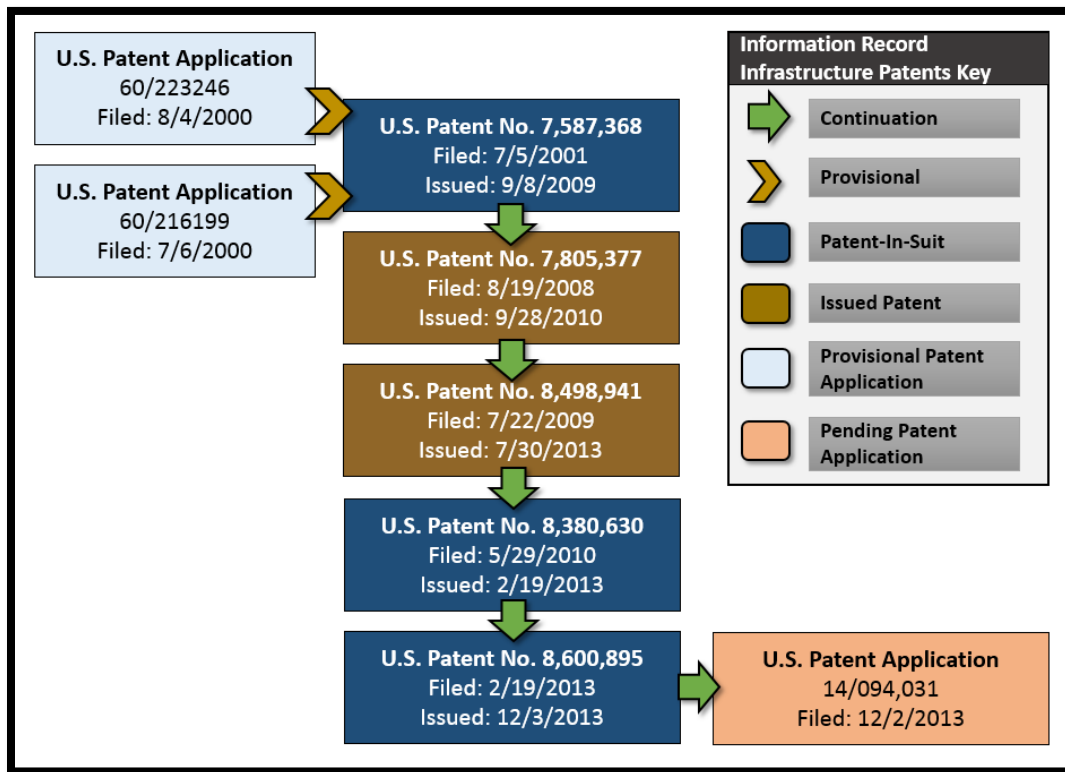 U.S. Patent Application
60/223246
Filed: 8/4/2000
U.S. Patent Application
60/216199
Filed: 7/6/2000
U.S. Patent No. 7,587,368
Filed: 7/5/2001
Issued: 9/8/2009
U.S. Patent No. 7,805,377
Filed: 8/19/2008
Issued: 9/28/2010
U.S. Patent No. 8,498,941
Filed: 7/22/2009
Issued: 7/30/2013
U.S. Patent No. 8,380,630
Filed: 5/29/2010
Issued: 2/19/2013
U.S. Patent No. 8,600,895
Filed: 2/19/2013
Issued: 12/3/2013
U.S. Patent Application
14/094,031
Filed: 12/2/2013
Information Record
Infrastructure Patents Key
Continuation
Provisional
Patent-In-Suit
Issued Patent
Provisional Patent
Application
Pending Patent
Application